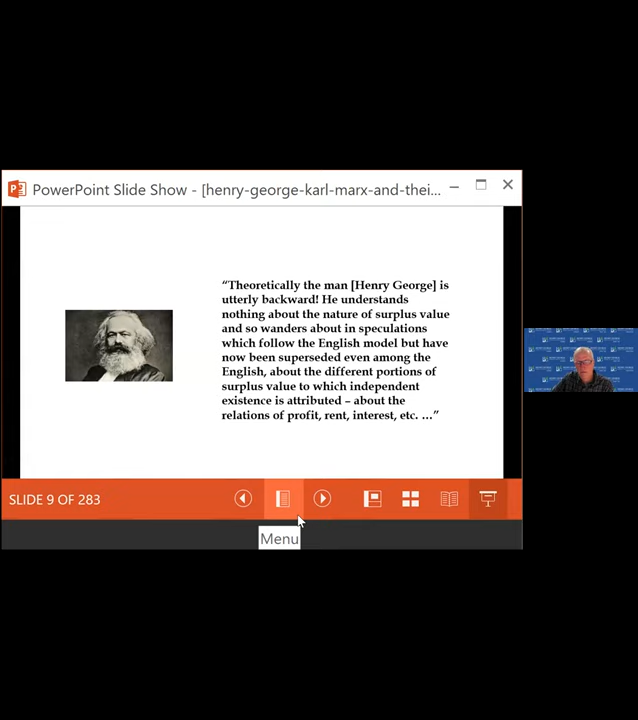 PowerPoint Slide Show - [henry-george-karl-marx-and-thei...
“Theoretically the man [Henry George] is
utterly backward! He understands
nothing about the nature of surplus value
and so wanders about in speculations
which follow the English model but have
now been superseded even among the
English, about the different portions of
surplus value to which independent
existence is attributed – about the
relations of profit, rent, interest, etc. …”
SLIDE 9 OF 283
Menu